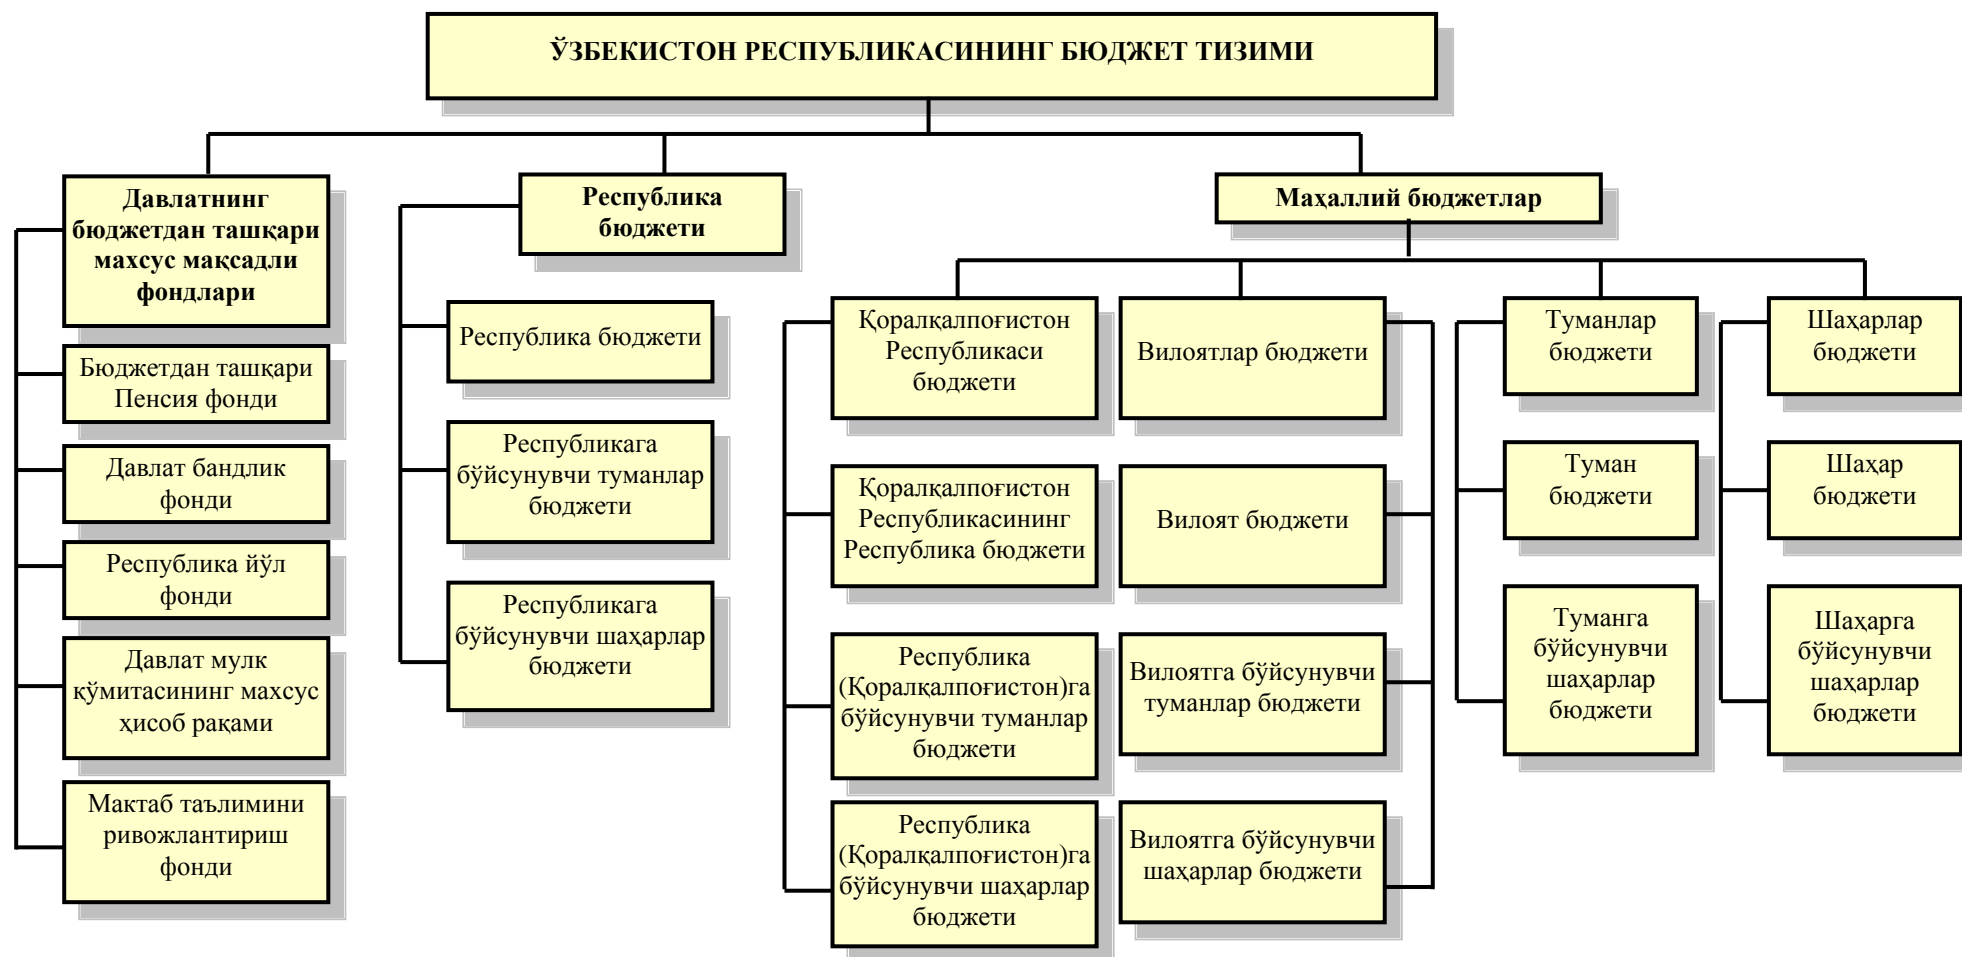 ЎЗБЕКИСТОН РЕСПУБЛИКАСИНИНГ БЮДЖЕТ ТИЗИМИ
Давлатнинг
бюджетдан ташқари
махсус мақсадли
фондлари
Бюджетдан ташқари
Пенсия фонди
Давлат бандлик
фонди
Республика йўл
фонди
Давлат мулк
қўмитасининг махсус
ҳисоб рақами
Мактаб таълимини
ривожлантириш
фонди
Республика
бюджети
Республика бюджети
Республикага
бўйсунувчи туманлар
бюджети
Республикага
бўйсунувчи шаҳарлар
бюджети
Маҳаллий бюджетлар
Қоралқалпоғистон
Республикаси
бюджети
Қоралқалпоғистон
Республикасининг
Республика бюджети
Республика
(Қоралқалпоғистон)га
бўйсунувчи туманлар
бюджети
Республика
(Қоралқалпоғистон)га
бўйсунувчи шаҳарлар
бюджети
Вилоятлар бюджети
Вилоят бюджети
Вилоятга бўйсунувчи
туманлар бюджети
Вилоятга бўйсунувчи
шаҳарлар бюджети
Туманлар
бюджети
Туман
бюджети
Туманга
бўйсунувчи
шаҳарлар
бюджети
Шаҳарлар
бюджети
Шаҳар
бюджети
Шаҳарга
бўйсунувчи
шаҳарлар
бюджети